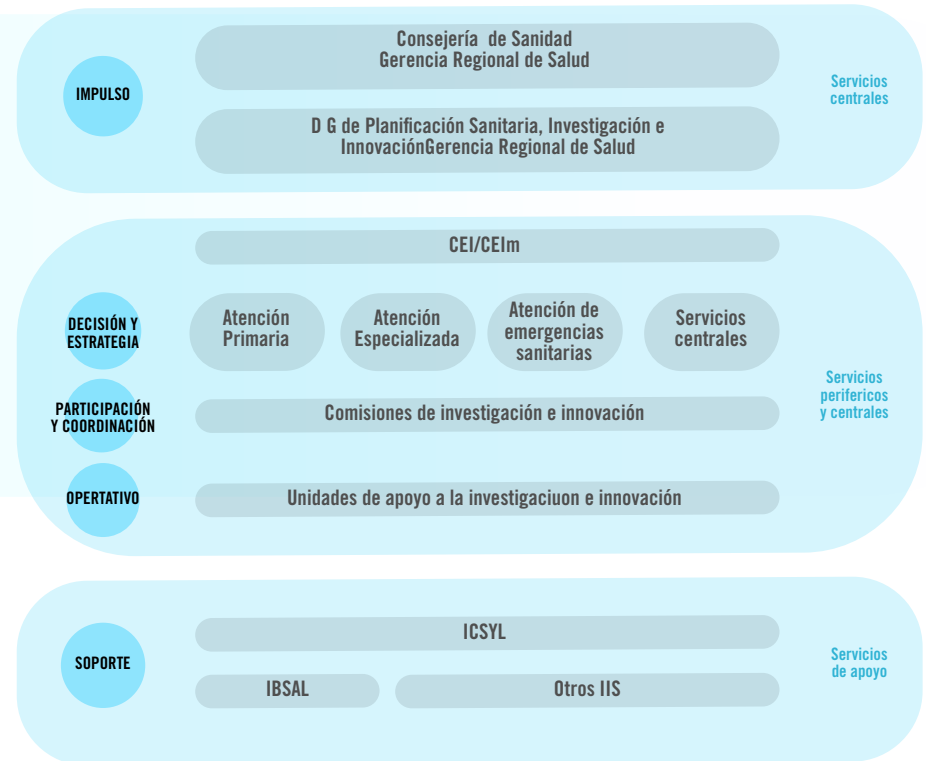 Consejería de Sanidad
Gerencia Regional de Salud
IMPULSO
Servicios
centrales
D G de Planificación Sanitaria, Investigación e
InnovaciónGerencia Regional de Salud
CEI/CEIm
DECISIÓN Y
ESTRATEGIA
Atención
Primaria
Atención
Especializada
Atención de
emergencias
sanitarias
Servicios
centrales
Servicios
perifericos
y centrales
PARTICIPACIÓN
Y COORDINACIÓN
Comisiones de investigación e innovación
OPERTATIVO
Unidades de apoyo a la investigaciuon e innovación
ICSYL
SOPORTE
Servicios
de apoyo
IBSAL
Otros IIS